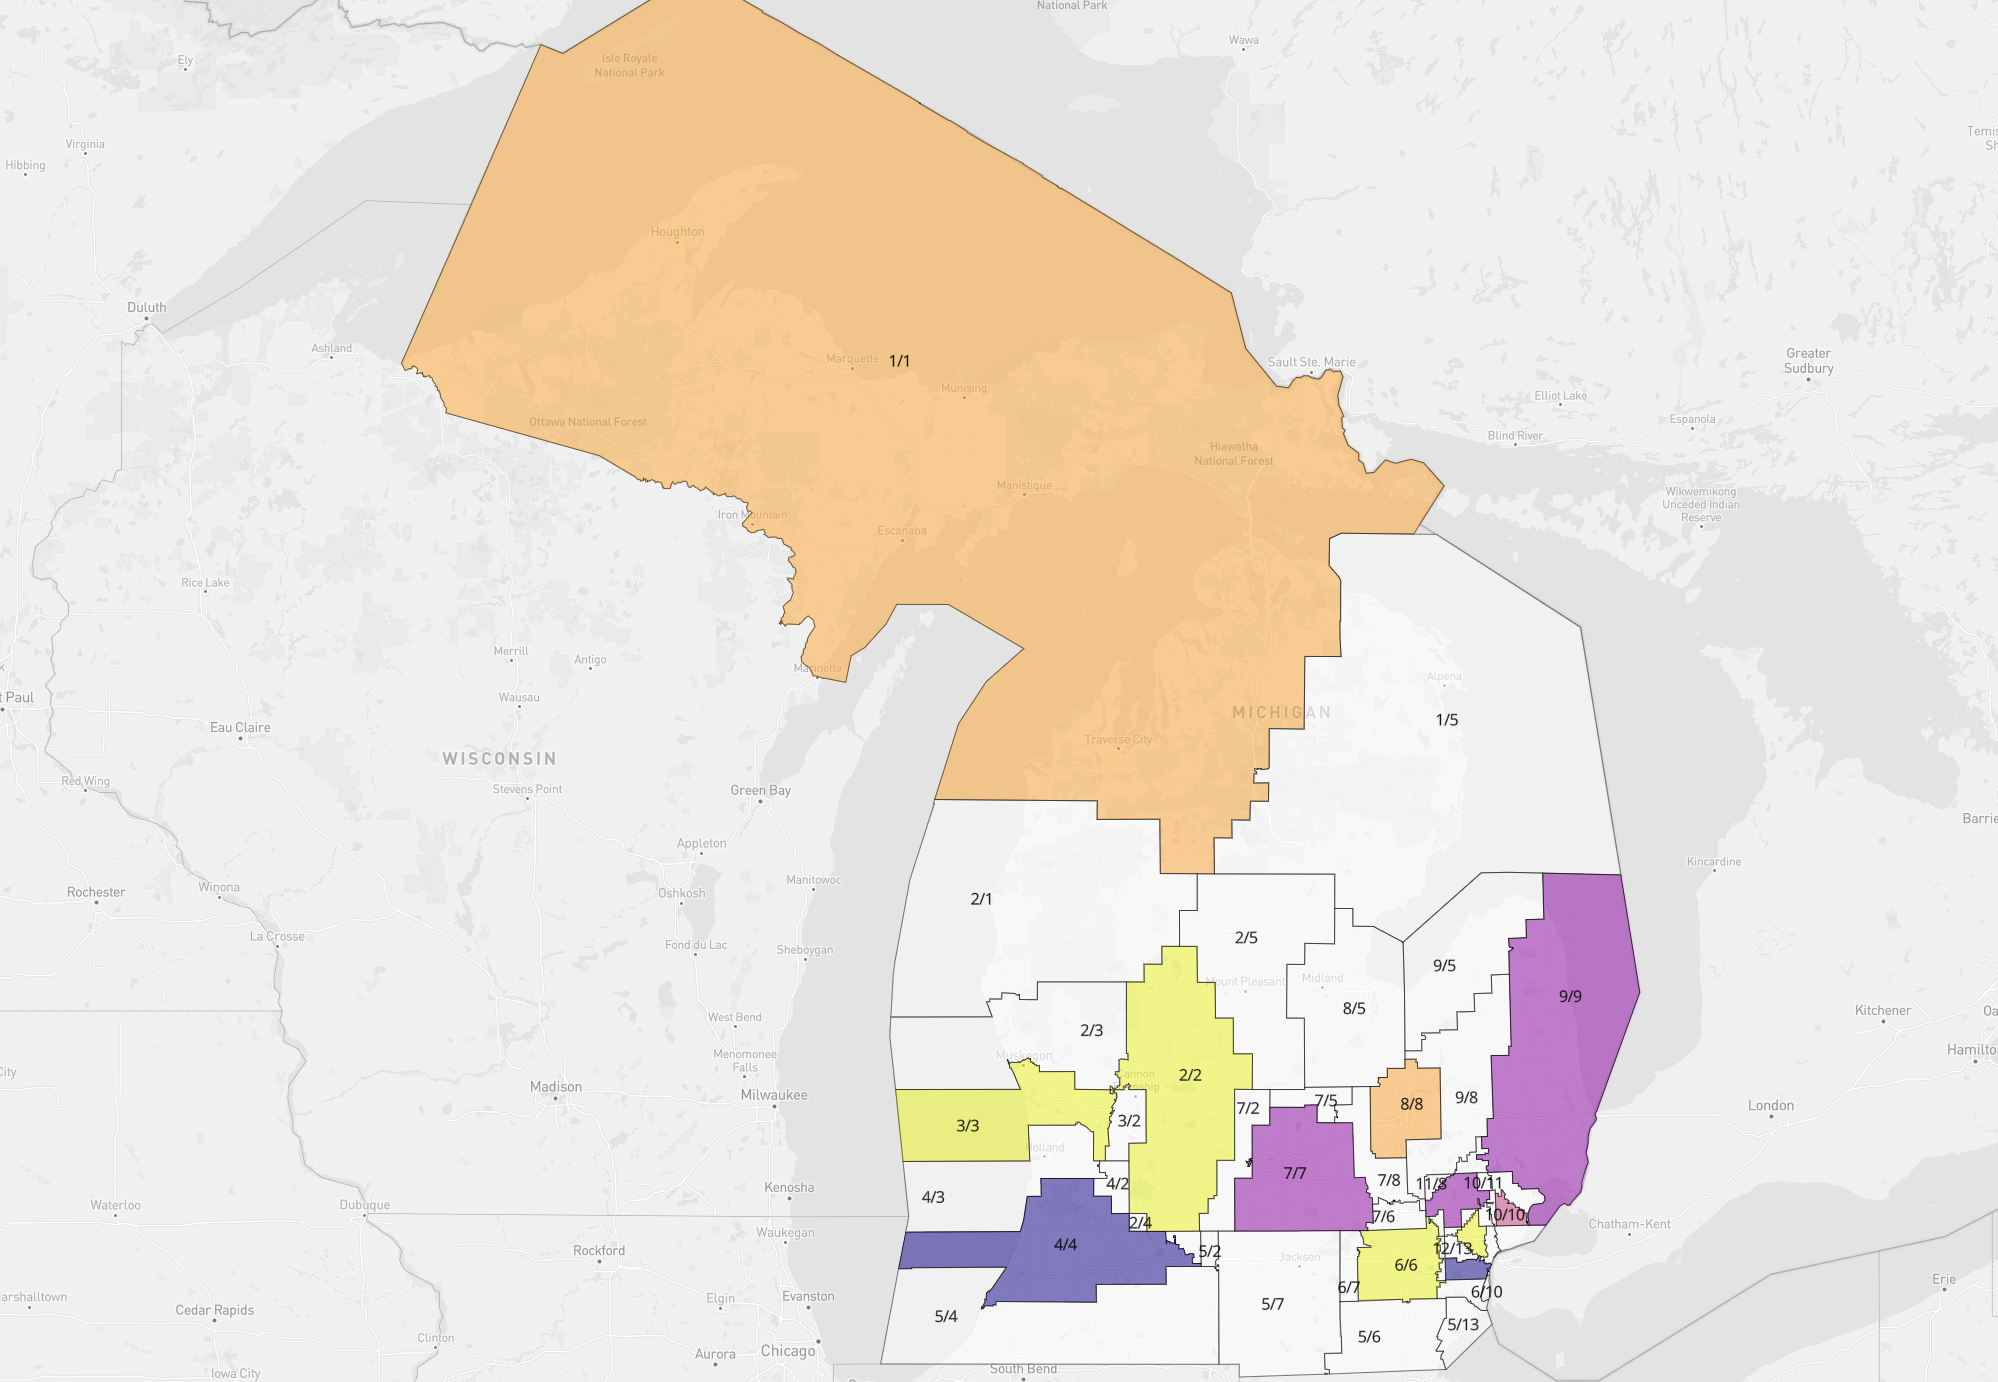 National Park
Wawa
Isle Royale
National Park
Ely
Temis
Sh
Virginia
Hibbing
Houghton
Duluth
Ashland
Marquette
1/1
Munising
Sault Ste. Marie
Greater
Sudbury
Elliot Lake
Espanola
Blind River
Ottawa National Forest
Hiawatha
National Forest
Manistique
Wikwemikong
Unceded Indian
Reserve
Iron Mountain
Escanaba
Rice Lake
Merrill
Antigo
Marinette
Wausau
t Paul
Alpena
MICHIGAN
1/5
Eau Claire
Traverse City
WISCONSIN
Red Wing
Stevens Point
Green Bay
Barrie
Appleton
Kincardine
Rochester
Winona
Oshkosh
Manitowoc
2/1
La Crosse
Fond du Lac
Sheboygan
2/5
9/5
Mount Pleasant
Midland
9/9
8/5
West Bend
2/3
Kitchener
Oa
Muskegon
Menomonee
Falls
Hamilto
City
Cannon
2/2
Madison
Milwaukee
7/2
7/5
8/8
9/8
London
3/3
3/2
Holland
7/7
7/8
11/8
10/11
Waterloo
Dubuque
Kenosha
4/3
4/2
10/10
Waukegan
2/4
7/6
Chatham-Kent
Rockford
4/4
5/2
Jackson
12/13
6/6
Erie
arshalltown
Cedar Rapids
Elgin
Evanston
6/7
6/10
5/4
5/7
5/6
5/13
Clinton
Aurora
Chicago
Iowa City
South Bend